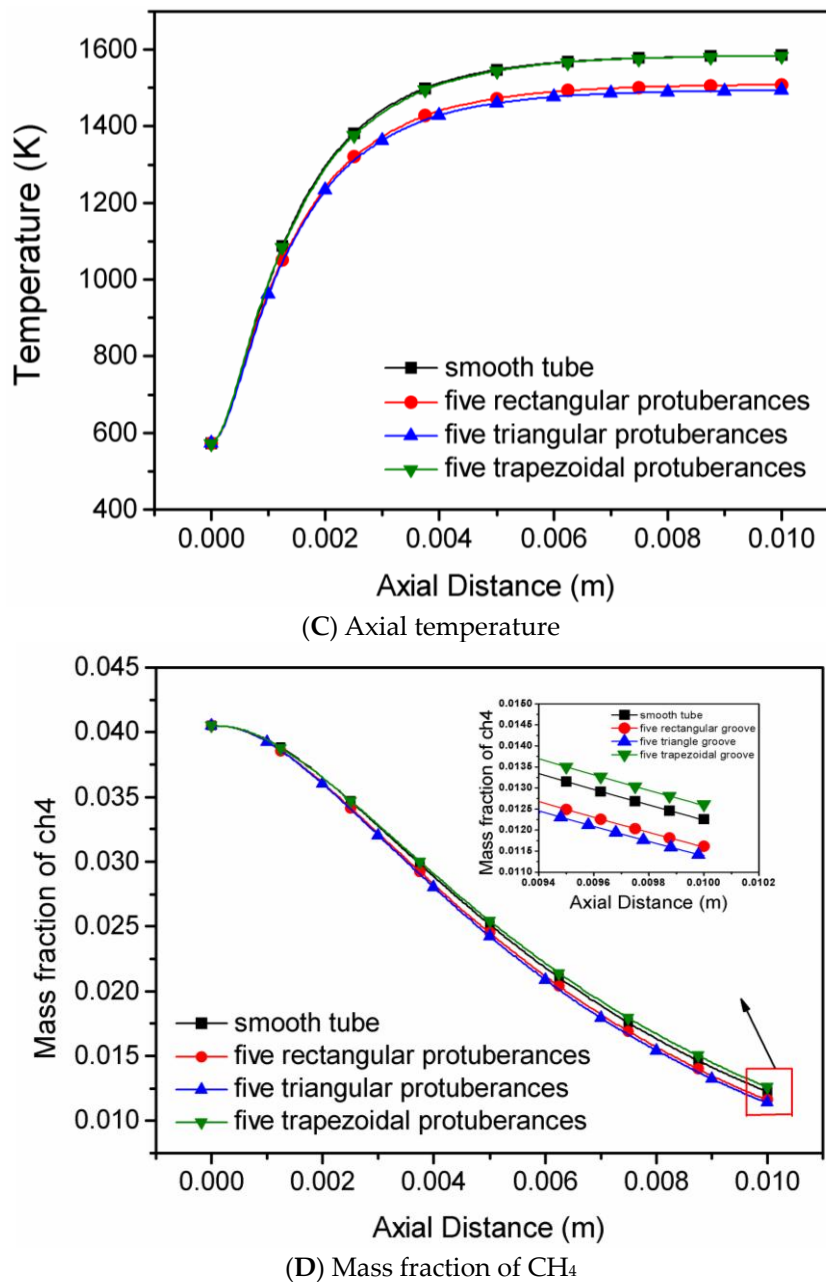 1600
1400
1200
1000
800
600
400
Temperature (K)
smooth tube
five rectangular protuberances
five triangular protuberances
five trapezoidal protuberances
0.000 0.002 0.004 0.006 0.008 0.010
Axial Distance (m)
(C) Axial temperature
0.045
0.040
0.035
0.030
0.025
0.020
0.015
0.010
Mass fraction of ch4
0.0150
0.0145
0.0140
0.0135
0.0130
0.0125
0.0120
0.0115
0.0110
Mass fraction of ch4
smooth tube
five rectangular groove
five triangle groove
five trapezoidal groove
0.0094 0.0096 0.0098 0.0100 0.0102
Axial Distance (m)
smooth tube
five rectangular protuberances
five triangular protuberances
five trapezoidal protuberances
0.000 0.002 0.004 0.006 0.008 0.010
Axial Distance (m)
(D) Mass fraction of CH₄